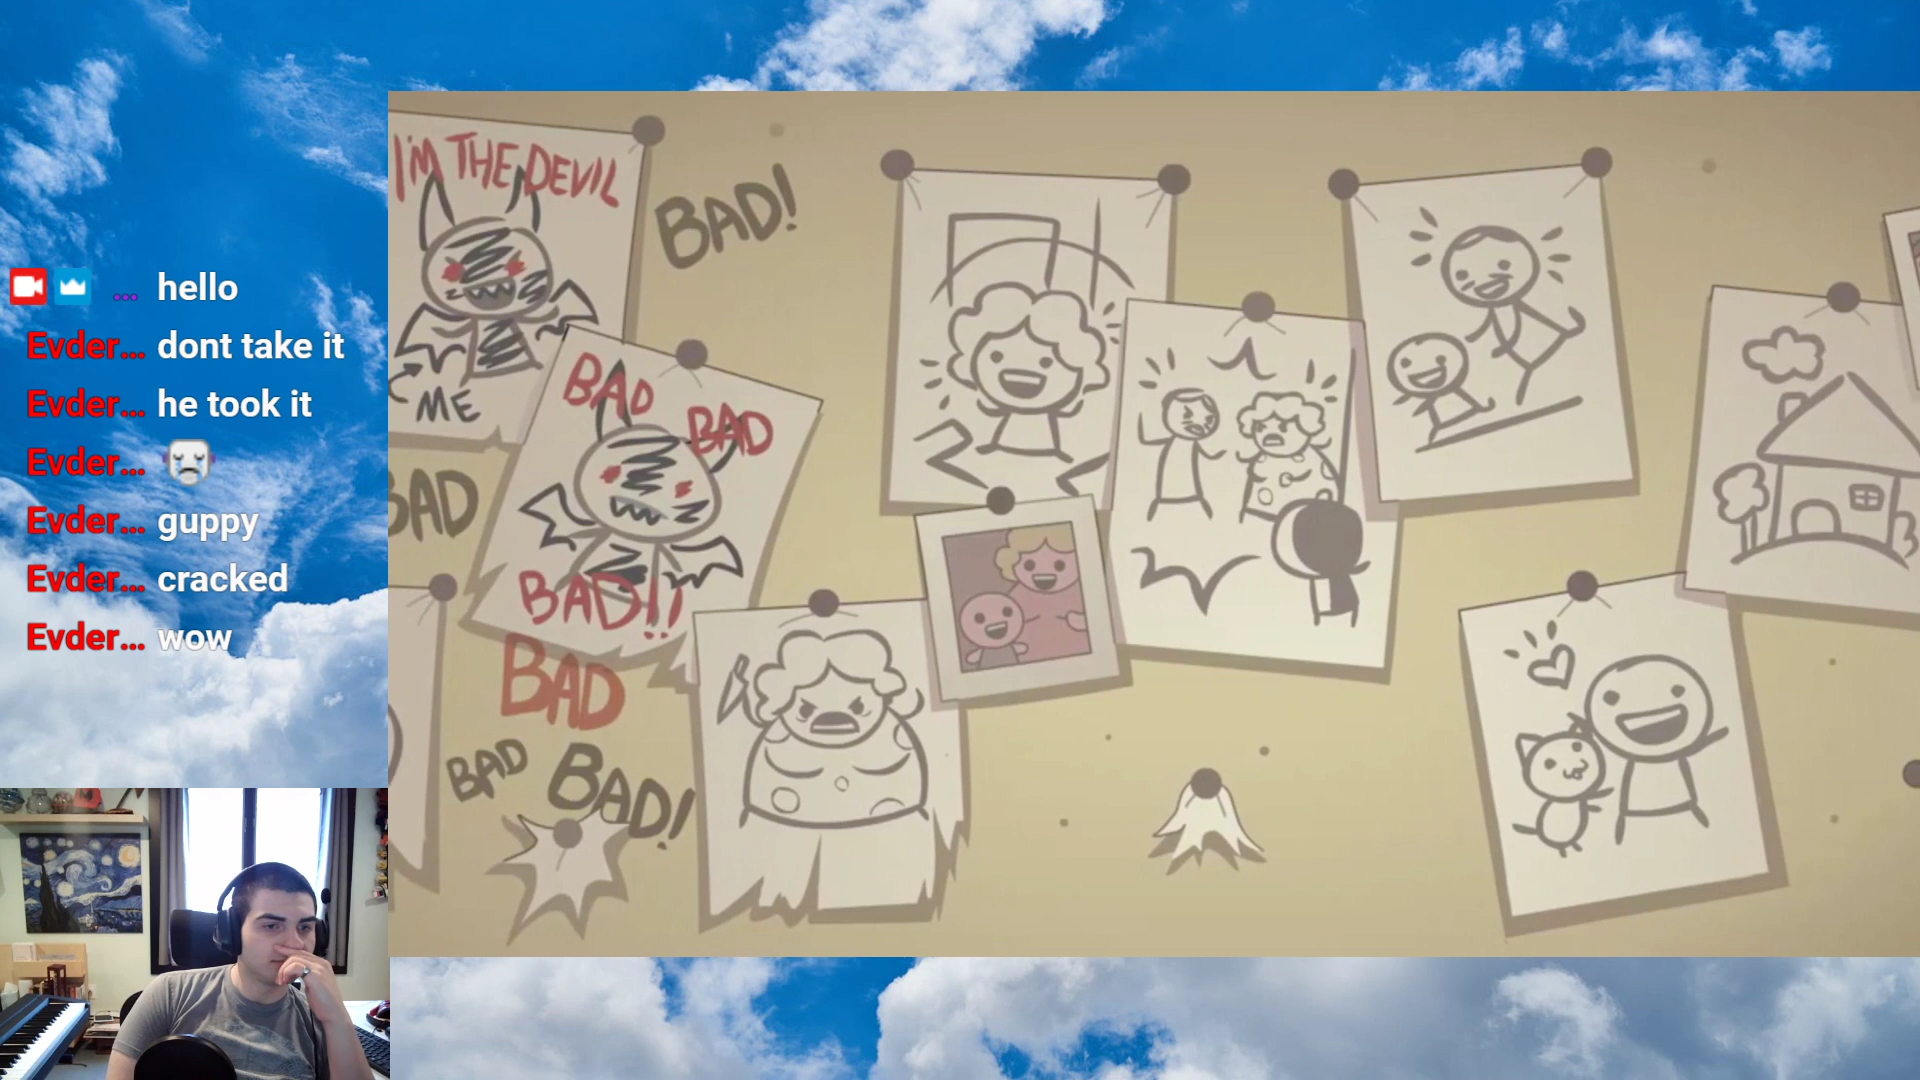 ... hello
Evder... dont take it
Evder... he took it
Evder...
Evder... guppy
Evder... cracked
Evder... wow
I'M THE DEVIL
ME
BAD!
BAD
BAD
BAD!!
BAD
BAD
BAD
BAD!